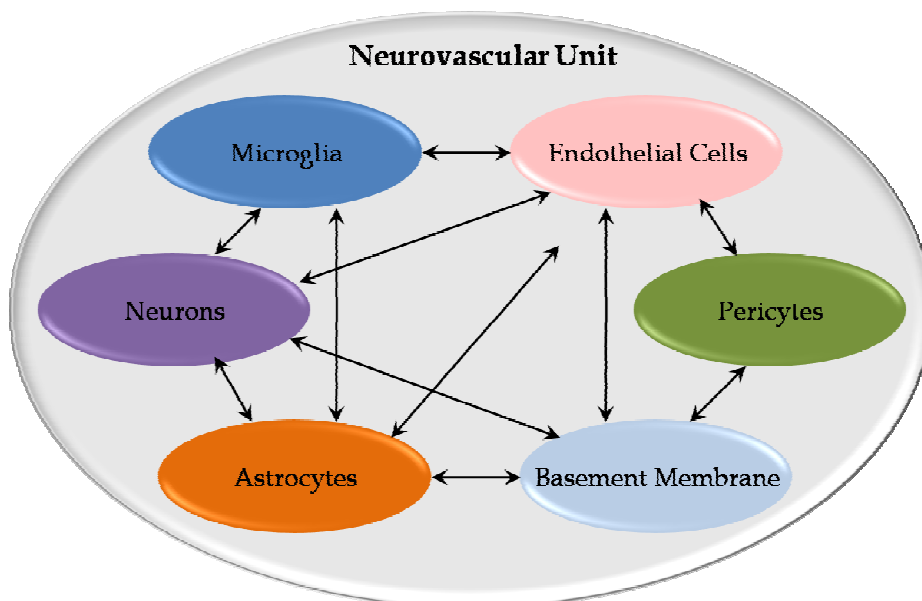 Neurovascular Unit
Microglia
Endothelial Cells
Neurons
Pericytes
Astrocytes
Basement Membrane